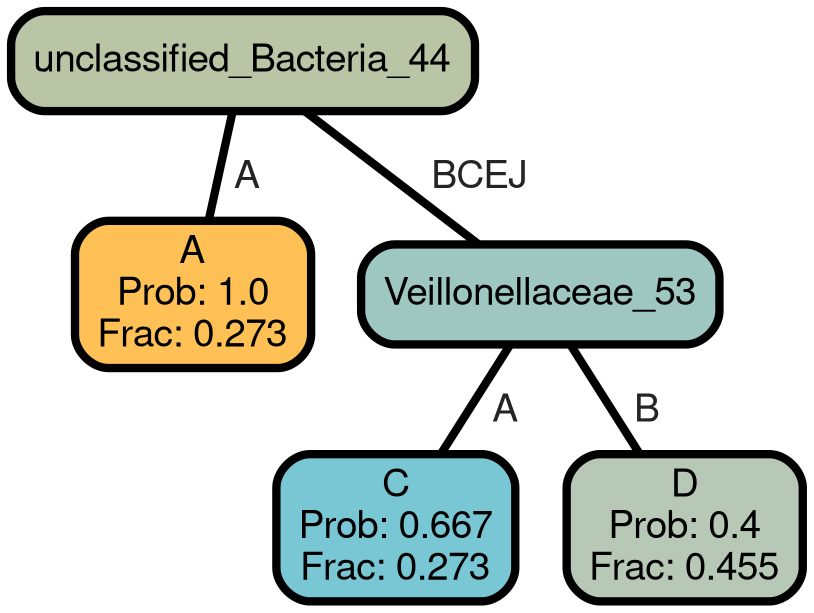 unclassified_Bacteria_44
A
BCEJ
A
Prob: 1.0
Frac: 0.273
Veillonellaceae_53
A
B
C
Prob: 0.667
Frac: 0.273
D
Prob: 0.4
Frac: 0.455